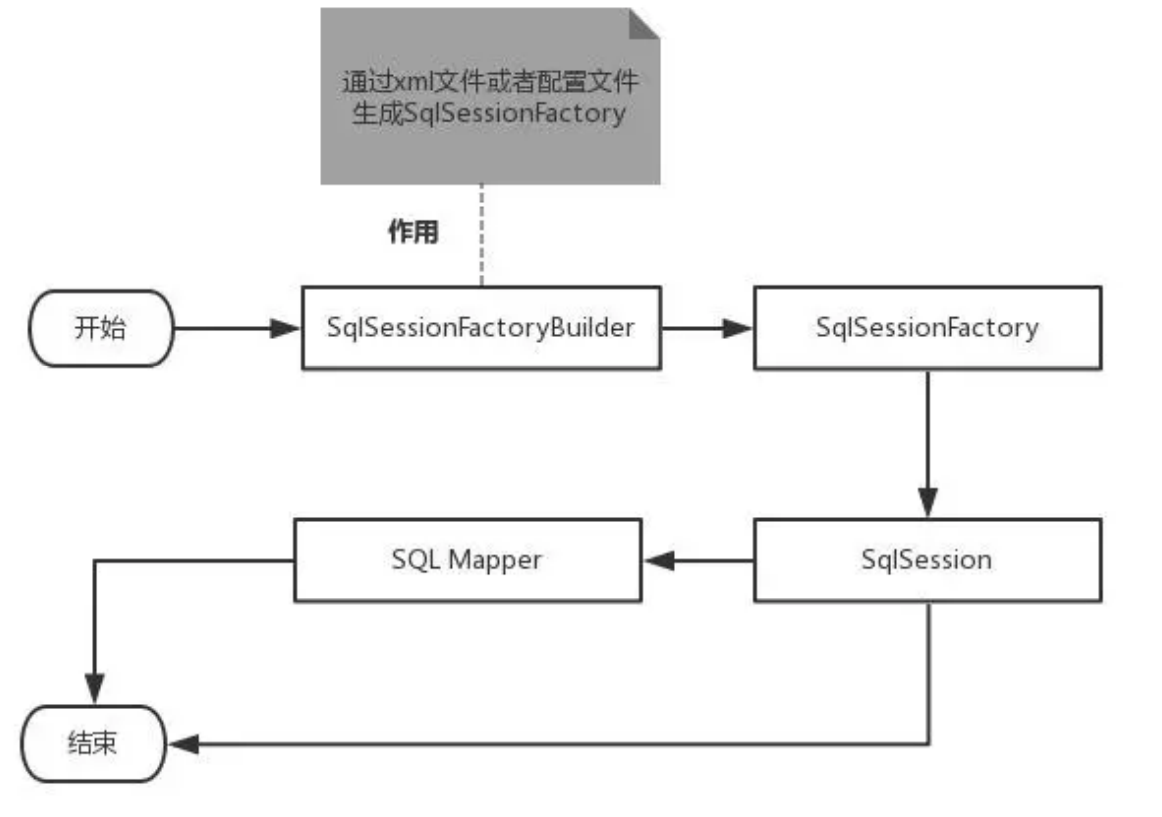 通过xml文件或者配置文件
生成SqlSessionFactory
作用
开始
SqlSessionFactoryBuilder
SqlSessionFactory
SQL Mapper
SqlSession
结束